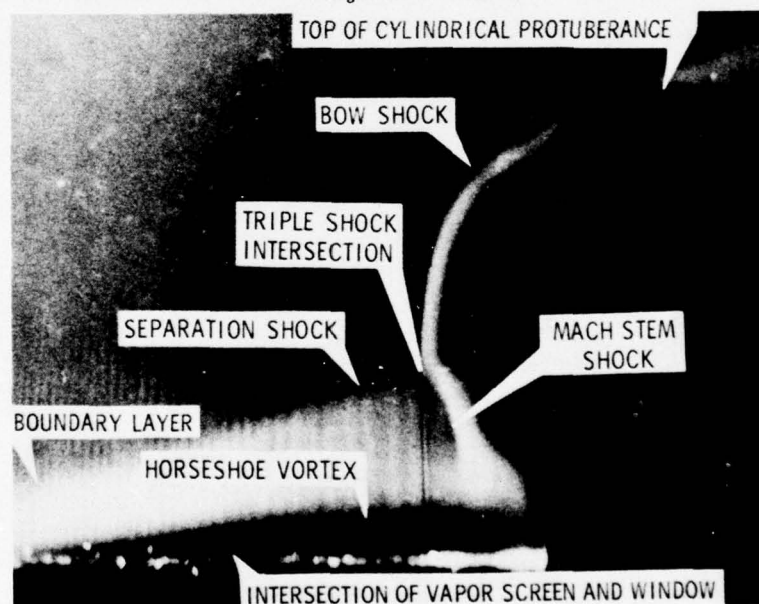 TOP OF CYLINDRICAL PROTUBERANCE
BOW SHOCK
TRIPLE SHOCK
INTERSECTION
SEPARATION SHOCK
MACH STEM
SHOCK
BOUNDARY LAYER
HORSESHOE VORTEX
INTERSECTION OF VAPOR SCREEN AND WINDOW